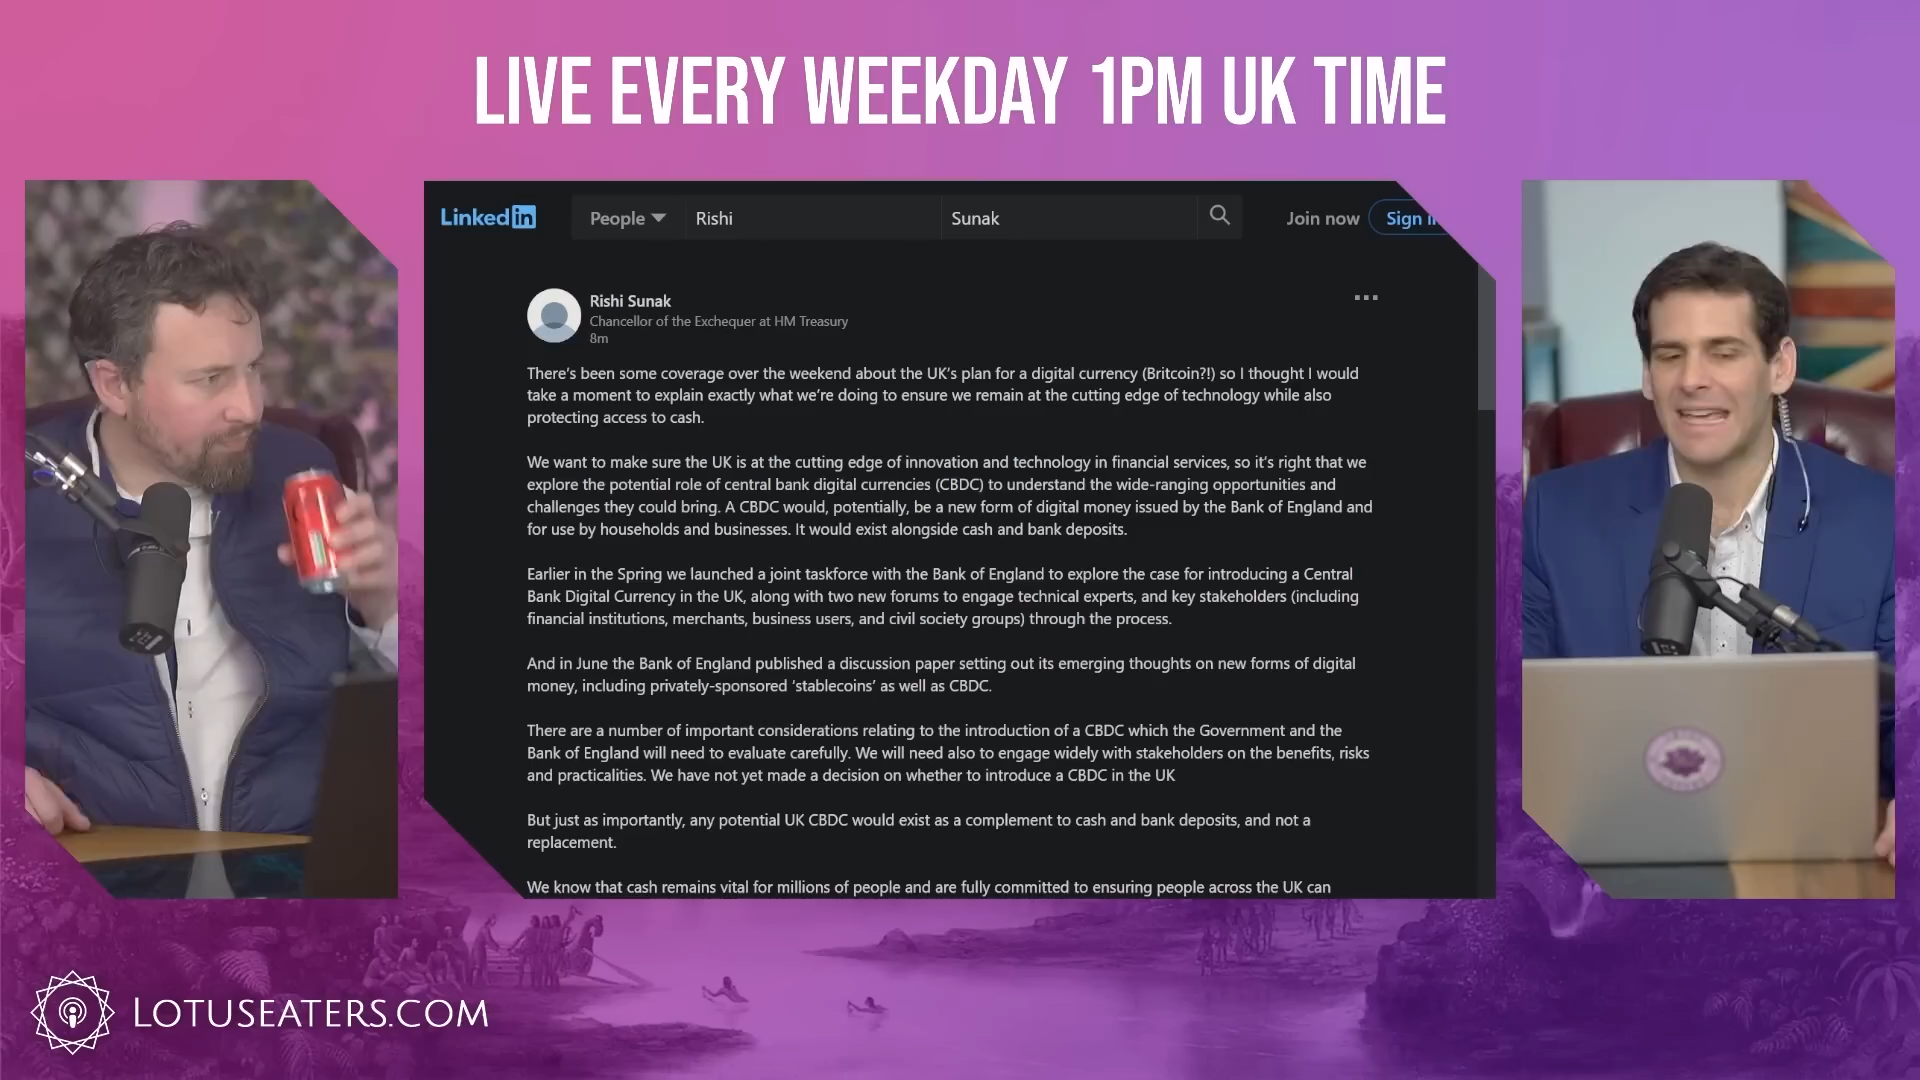 LIVE EVERY WEEKDAY 1PM UK TIME
LinkedIn
People
Rishi
Sunak
Join now
Sign i
Rishi Sunak
Chancellor of the Exchequer at HM Treasury
8m
There's been some coverage over the weekend about the UK's plan for a digital currency (Britcoin?!) so I thought I would
take a moment to explain exactly what we're doing to ensure we remain at the cutting edge of technology while also
protecting access to cash.
We want to make sure the UK is at the cutting edge of innovation and technology in financial services, so it's right that we
explore the potential role of central bank digital currencies (CBDC) to understand the wide-ranging opportunities and
challenges they could bring. A CBDC would, potentially, be a new form of digital money issued by the Bank of England and
for use by households and businesses. It would exist alongside cash and bank deposits.
Earlier in the Spring we launched a joint taskforce with the Bank of England to explore the case for introducing a Central
Bank Digital Currency in the UK, along with two new forums to engage technical experts, and key stakeholders (including
financial institutions, merchants, business users, and civil society groups) through the process.
And in June the Bank of England published a discussion paper setting out its emerging thoughts on new forms of digital
money, including privately-sponsored 'stablecoins' as well as CBDC.
There are a number of important considerations relating to the introduction of a CBDC which the Government and the
Bank of England will need to evaluate carefully. We will need also to engage widely with stakeholders on the benefits, risks
and practicalities. We have not yet made a decision on whether to introduce a CBDC in the UK
But just as importantly, any potential UK CBDC would exist as a complement to cash and bank deposits, and not a
replacement.
We know that cash remains vital for millions of people and are fully committed to ensuring people across the UK can
LOTUSEATERS.COM